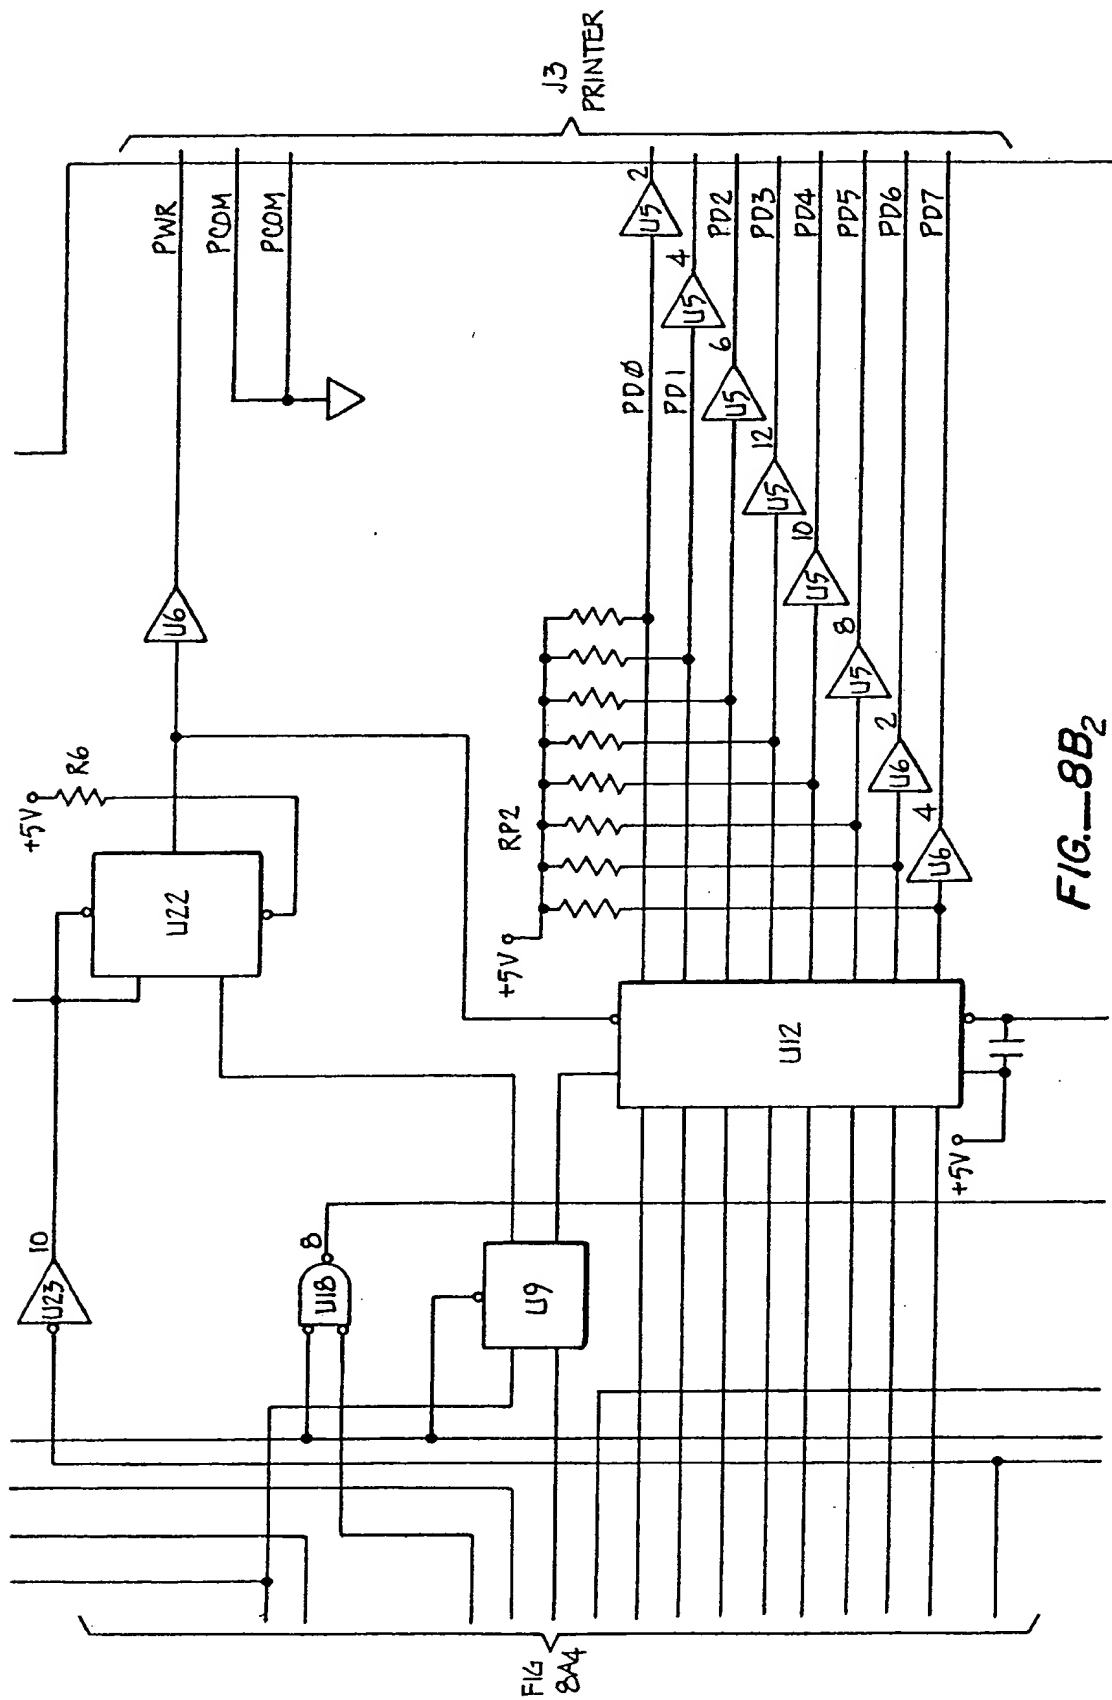 J3
PRINTER
PWR
PCOM
PCOM
U6
+5V
R6
U22
10
U23
8
U18
U9
PDØ
U5
2
PD1
U5
4
PD2
U5
6
PD3
U5
12
PD4
U5
10
PD5
U5
8
PD6
U6
2
PD7
U6
4
+5V
RP2
U12
+5V
FIG
8A4
FIG.—8B2